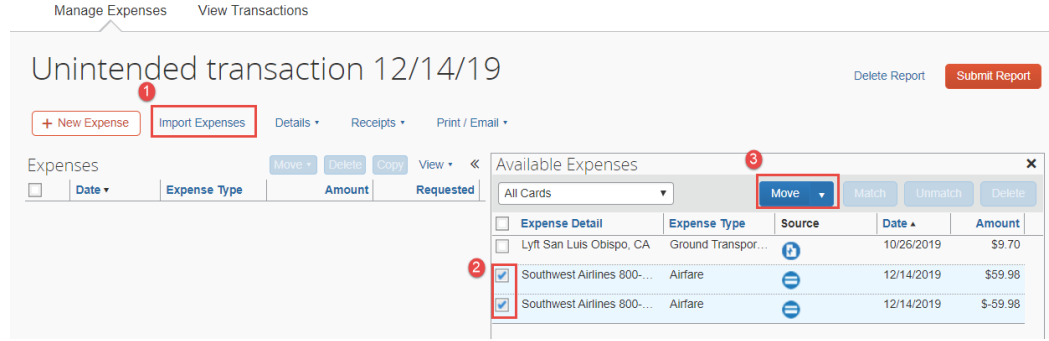 Manage Expenses View Transactions
Unintended transaction 12/14/19
Delete Report Submit Report
1
+ New Expense Import Expenses Details Receipts Print / Email
Expenses Move Delete Copy View «
Date Expense Type Amount Requested
Available Expenses 3 ×
All Cards Move Match Unmatch Delete
Expense Detail Expense Type Source Date Amount
Lyft San Luis Obispo, CA Ground Transpor... 10/26/2019 $9.70
2
Southwest Airlines 800-... Airfare 12/14/2019 $59.98
Southwest Airlines 800-... Airfare 12/14/2019 $-59.98